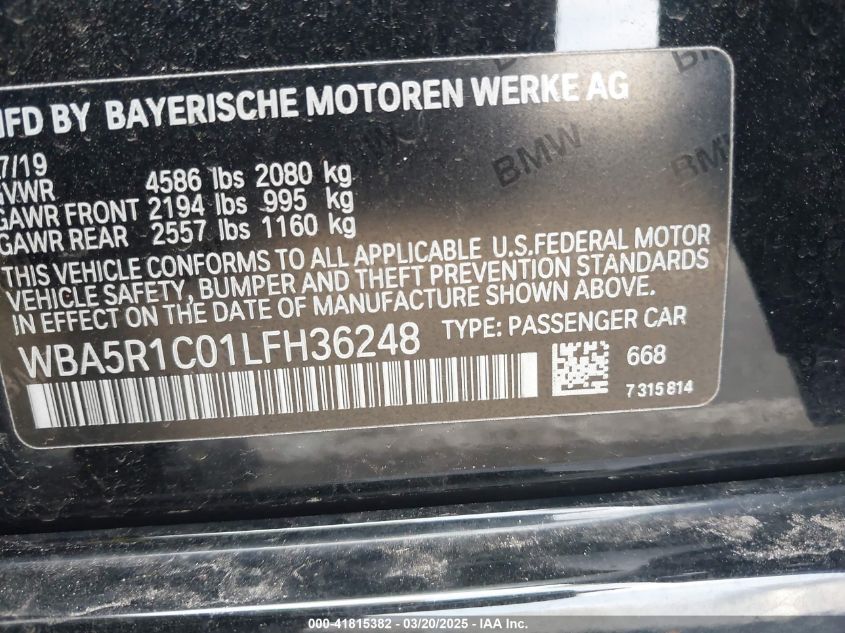 MFD BY BAYERISCHE MOTOREN WERKE AG
7/19
GVWR 4586 lbs 2080 kg
GAWR FRONT 2194 lbs 995 kg
GAWR REAR 2557 lbs 1160 kg
THIS VEHICLE CONFORMS TO ALL APPLICABLE U.S.FEDERAL MOTOR
VEHICLE SAFETY, BUMPER AND THEFT PREVENTION STANDARDS
IN EFFECT ON THE DATE OF MANUFACTURE SHOWN ABOVE.
WBA5R1C01LFH36248 TYPE: PASSENGER CAR
668
7 315 814
BMW
BMW
BMW
000-41815382 - 03/20/2025 - IAA Inc.